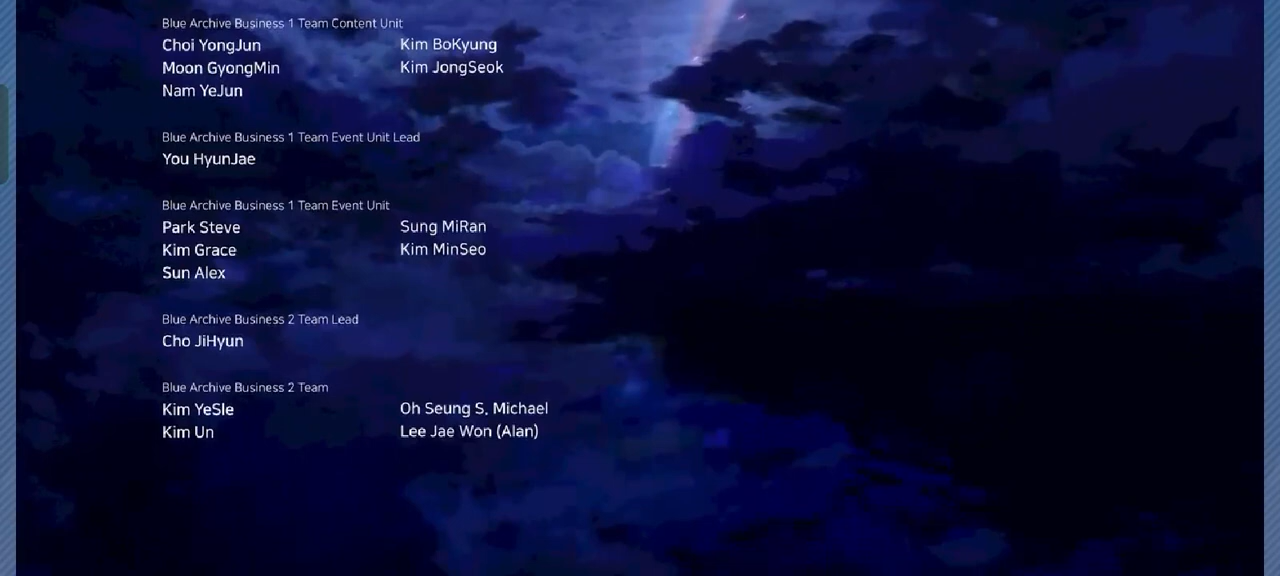 Blue Archive Business 1 Team Content Unit
Choi YongJun Kim BoKyung
Moon GyongMin Kim JongSeok
Nam YeJun
Blue Archive Business 1 Team Event Unit Lead
You HyunJae
Blue Archive Business 1 Team Event Unit
Park Steve Sung MiRan
Kim Grace Kim MinSeo
Sun Alex
Blue Archive Business 2 Team Lead
Cho JiHyun
Blue Archive Business 2 Team
Kim YeSle Oh Seung S. Michael
Kim Un Lee Jae Won (Alan)